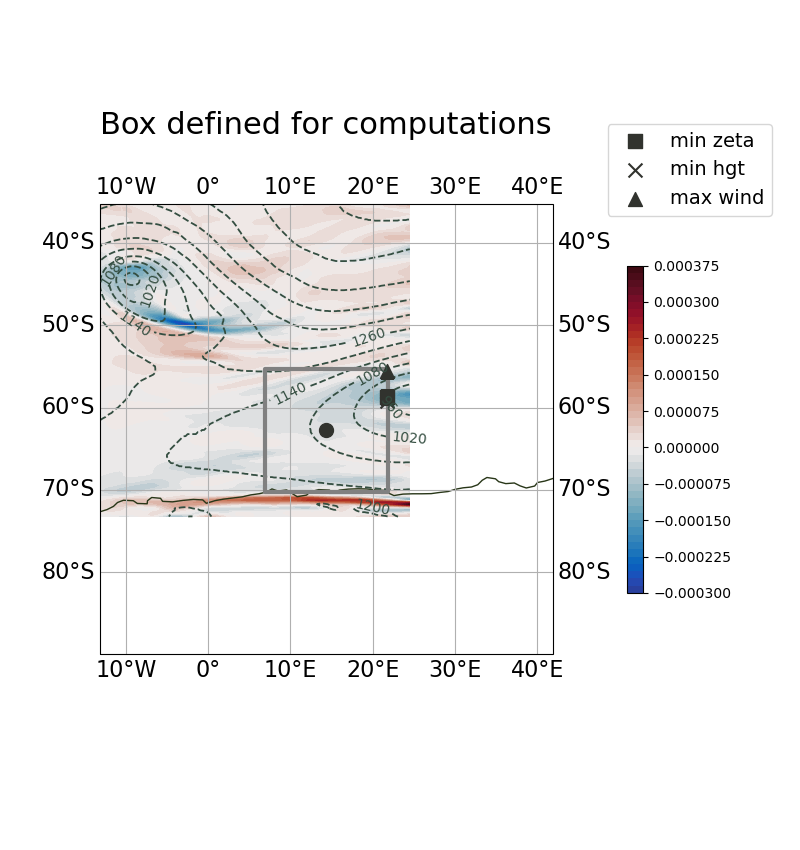 Box defined for computations
min zeta
min hgt
max wind
10°W 0° 10°E 20°E 30°E 40°E
40°S 40°S
50°S 50°S
60°S 60°S
70°S 70°S
80°S 80°S
10°W 0° 10°E 20°E 30°E 40°E
1080
1020
1140
1260
1080
1140
1020
1200
0.000375
0.000300
0.000225
0.000150
0.000075
0.000000
−0.000075
−0.000150
−0.000225
−0.000300